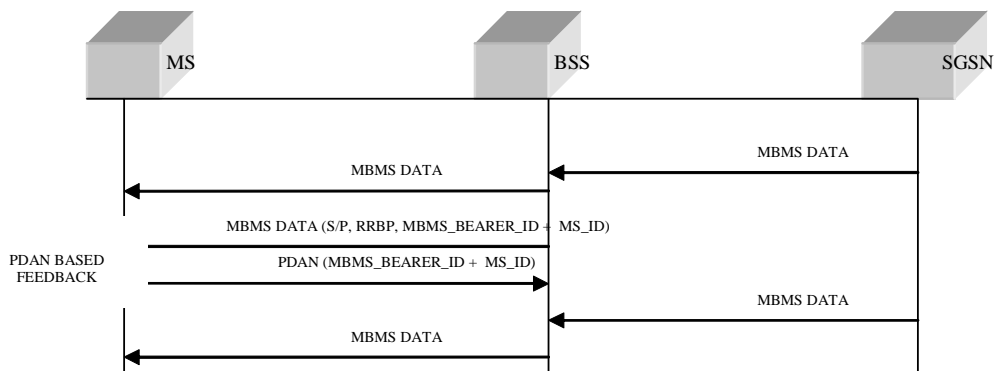 MS
BSS
SGSN
MBMS DATA
MBMS DATA
MBMS DATA (S/P, RRBP, MBMS_BEARER_ID + MS_ID)
PDAN BASED
FEEDBACK
PDAN (MBMS_BEARER_ID + MS_ID)
MBMS DATA
MBMS DATA